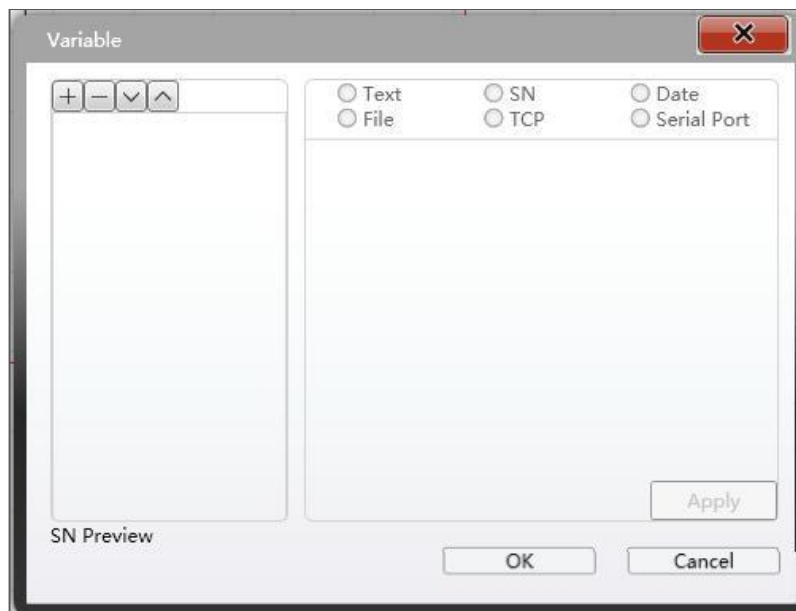 Variable
Text SN Date
File TCP Serial Port
Apply
SN Preview
OK Cancel